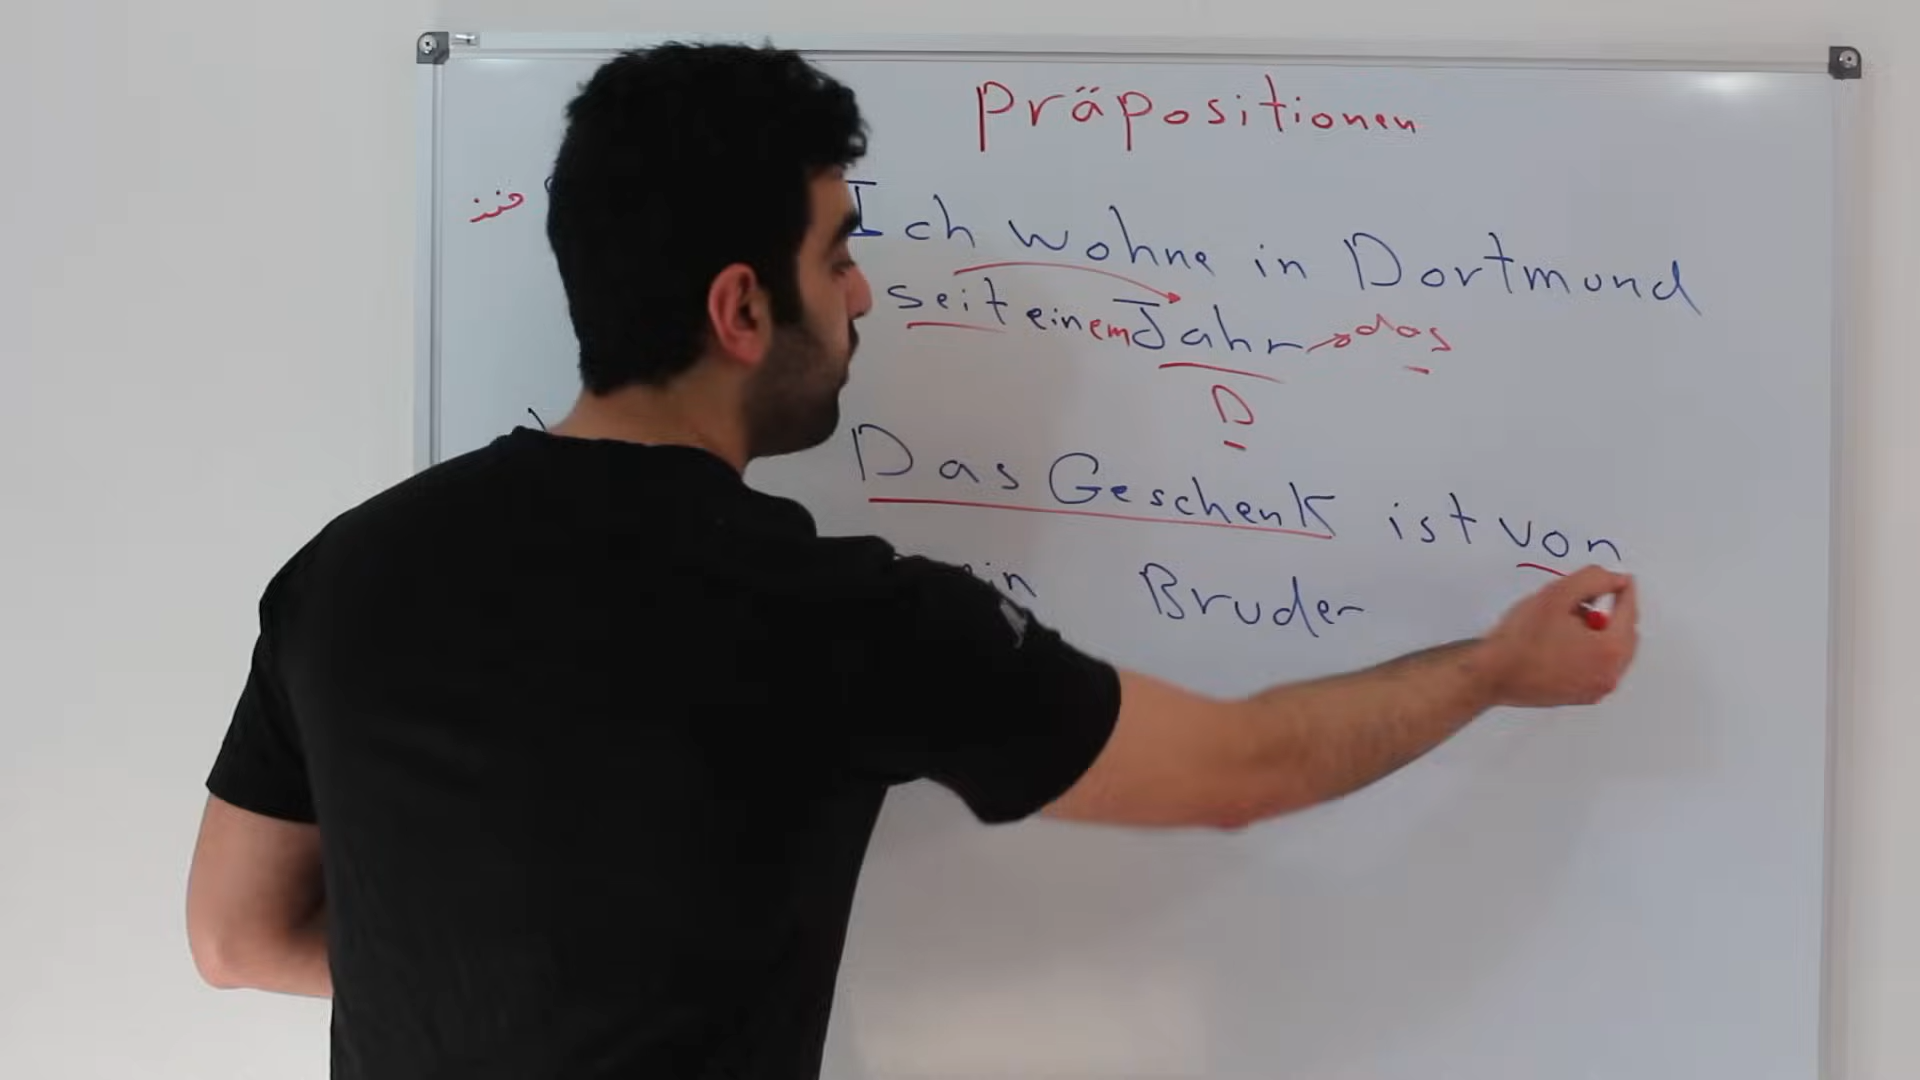 Präpositionen
منذ
Ich wohne in Dortmund
seit einem Jahr das
D
Das Geschenk ist von
Bruder